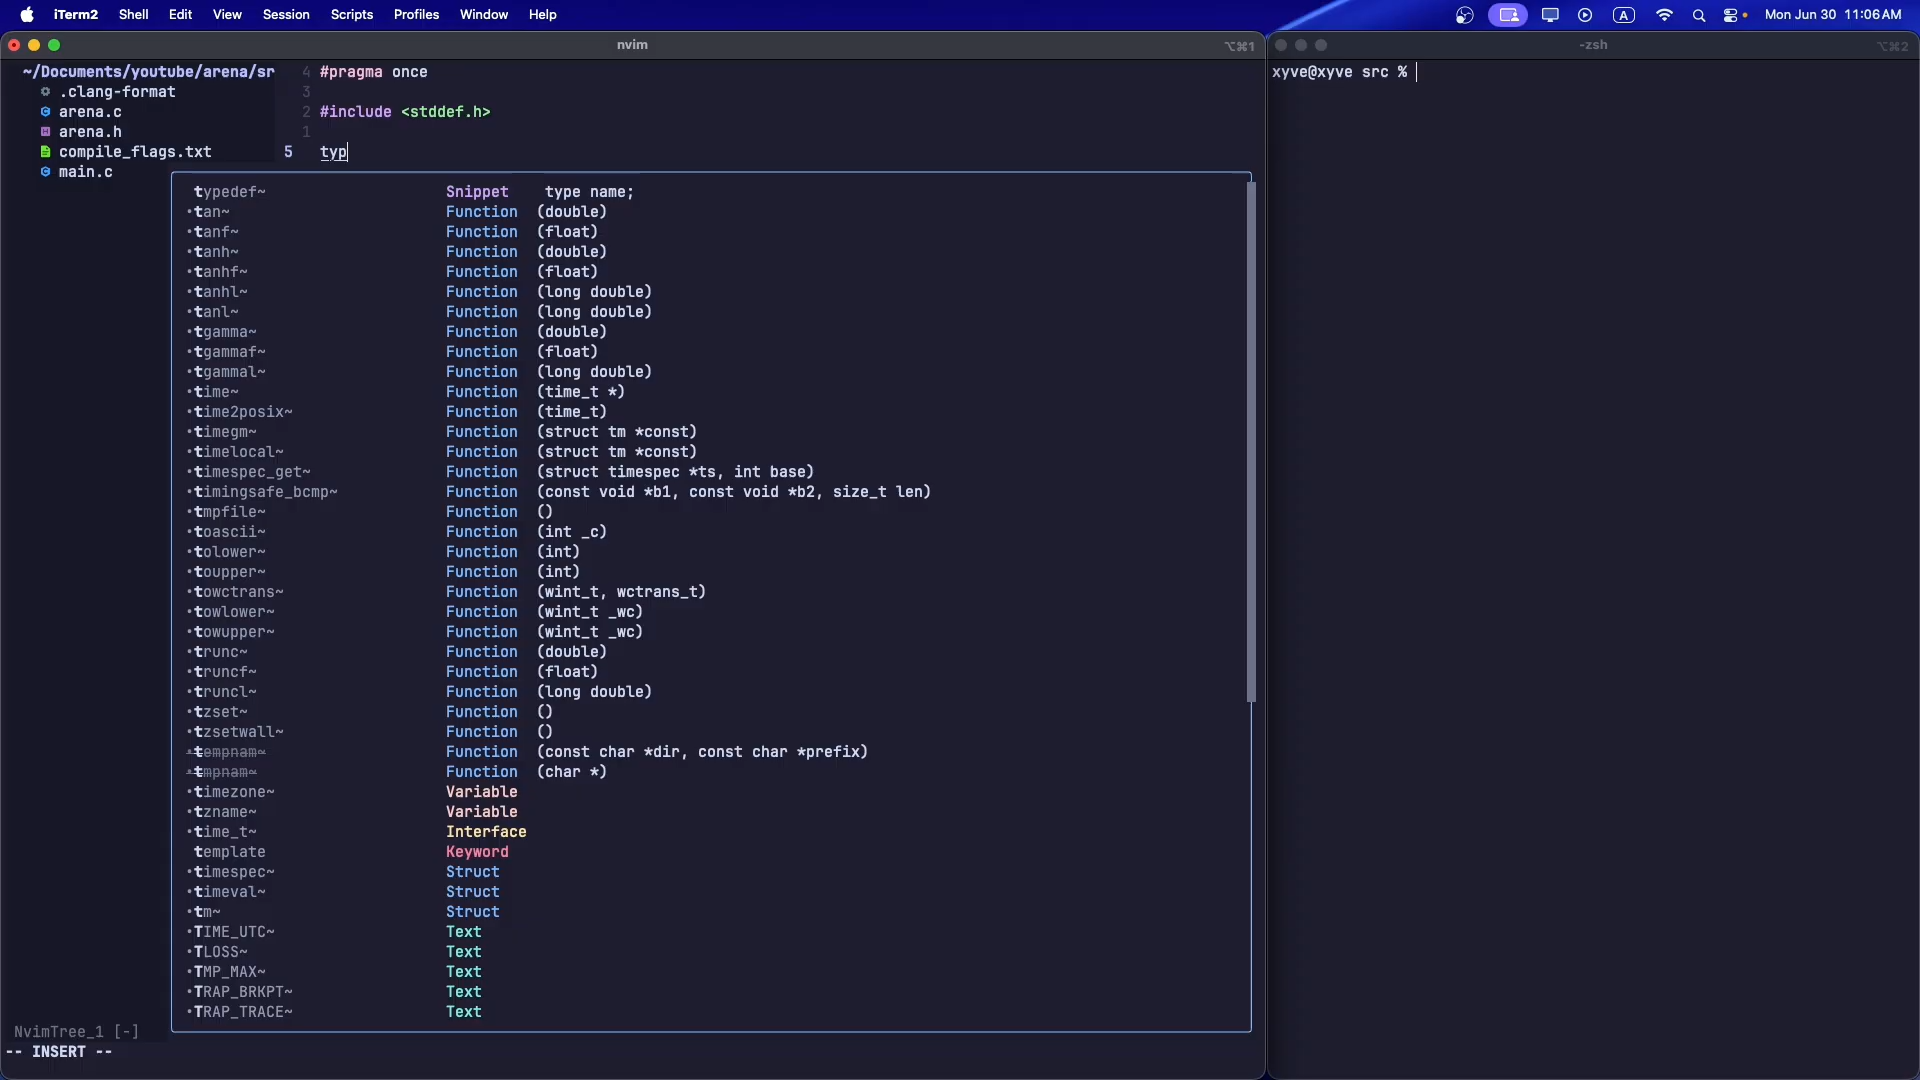 iTerm2 Shell Edit View Session Scripts Profiles Window Help
A Mon Jun 30 11:06 AM
nvim ⌥⌘1
-zsh ⌥⌘2
~/Documents/youtube/arena/sr
.clang-format
arena.c
arena.h
compile_flags.txt
main.c
4 #pragma once
3
2 #include <stddef.h>
1
5 typ
typedef~ Snippet type name;
•tan~ Function (double)
•tanf~ Function (float)
•tanh~ Function (double)
•tanhf~ Function (float)
•tanhl~ Function (long double)
•tanl~ Function (long double)
•tgamma~ Function (double)
•tgammaf~ Function (float)
•tgammal~ Function (long double)
•time~ Function (time_t *)
•time2posix~ Function (time_t)
•timegm~ Function (struct tm *const)
•timelocal~ Function (struct tm *const)
•timespec_get~ Function (struct timespec *ts, int base)
•timingsafe_bcmp~ Function (const void *b1, const void *b2, size_t len)
•tmpfile~ Function ()
•toascii~ Function (int _c)
•tolower~ Function (int)
•toupper~ Function (int)
•towctrans~ Function (wint_t, wctrans_t)
•towlower~ Function (wint_t _wc)
•towupper~ Function (wint_t _wc)
•trunc~ Function (double)
•truncf~ Function (float)
•truncl~ Function (long double)
•tzset~ Function ()
•tzsetwall~ Function ()
•tempnam~ Function (const char *dir, const char *prefix)
•tmpnam~ Function (char *)
•timezone~ Variable
•tzname~ Variable
•time_t~ Interface
template Keyword
•timespec~ Struct
•timeval~ Struct
•tm~ Struct
•TIME_UTC~ Text
•TLOSS~ Text
•TMP_MAX~ Text
•TRAP_BRKPT~ Text
•TRAP_TRACE~ Text
NvimTree_1 [-]
-- INSERT --
xyve@xyve src %